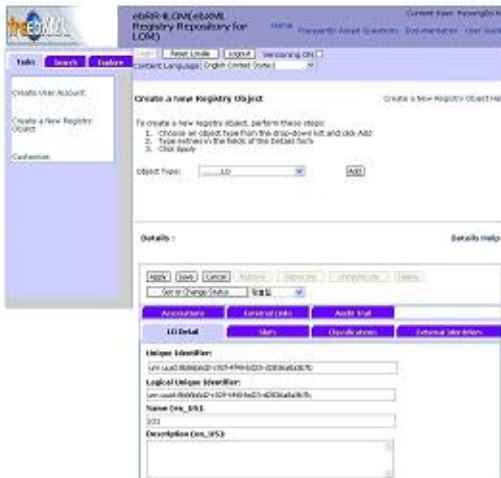 freebXML
ebRR-4LOM(ebXML
Registry Repository for
LOM)
Home
Frequently Asked Questions
Documentation
User Guide
Reset Locale
Logout
Versioning ON
Content Language:
English (United States)
Tasks
Search
Explore
Create User Account
Create a New Registry
Object
Customize
Create a New Registry Object
Create a New Registry Object Hel
To create a new registry object, perform these steps:
1. Choose an object type from the drop-down list and click Add
2. Type entries in the fields of the Details form
3. Click Apply
Object Type:
LO
Add
Details :
Details Help
Apply
Save
Cancel
Approve
Deprecate
Undeprecate
Delete
Set or Change Status
Associations
External Links
Audit Trail
LO Detail
Slots
Classifications
External Identifiers
Unique Identifier:
Logical Unique Identifier:
Name (en_US):
LO1
Description (en_US):